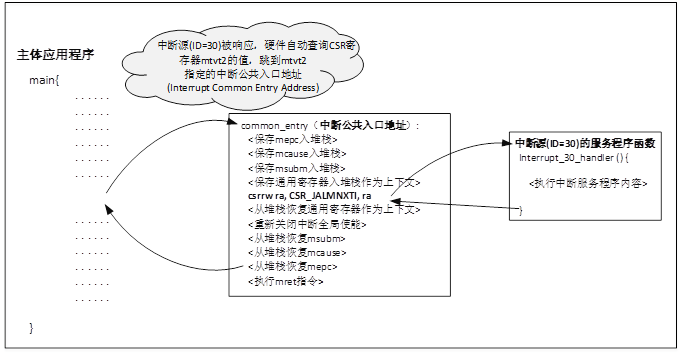 中断源(ID=30)被响应，硬件自动查询CSR寄
存器mtvt2的值，跳到mtvt2
指定的中断公共入口地址
(Interrupt Common Entry Address)
主体应用程序
main{
......
......
......
......
......
......
......
......
......
......
......
}
common_entry（中断公共入口地址）:
<保存mepc入堆栈>
<保存mcause入堆栈>
<保存msubm入堆栈>
<保存通用寄存器入堆栈作为上下文>
csrrw ra, CSR_JALMNXTI, ra
<从堆栈恢复通用寄存器作为上下文>
<重新关闭中断全局使能>
<从堆栈恢复msubm>
<从堆栈恢复mcause>
<从堆栈恢复mepc>
<执行mret指令>
中断源(ID=30)的服务程序函数
Interrupt_30_handler () {
<执行中断服务程序内容>
}